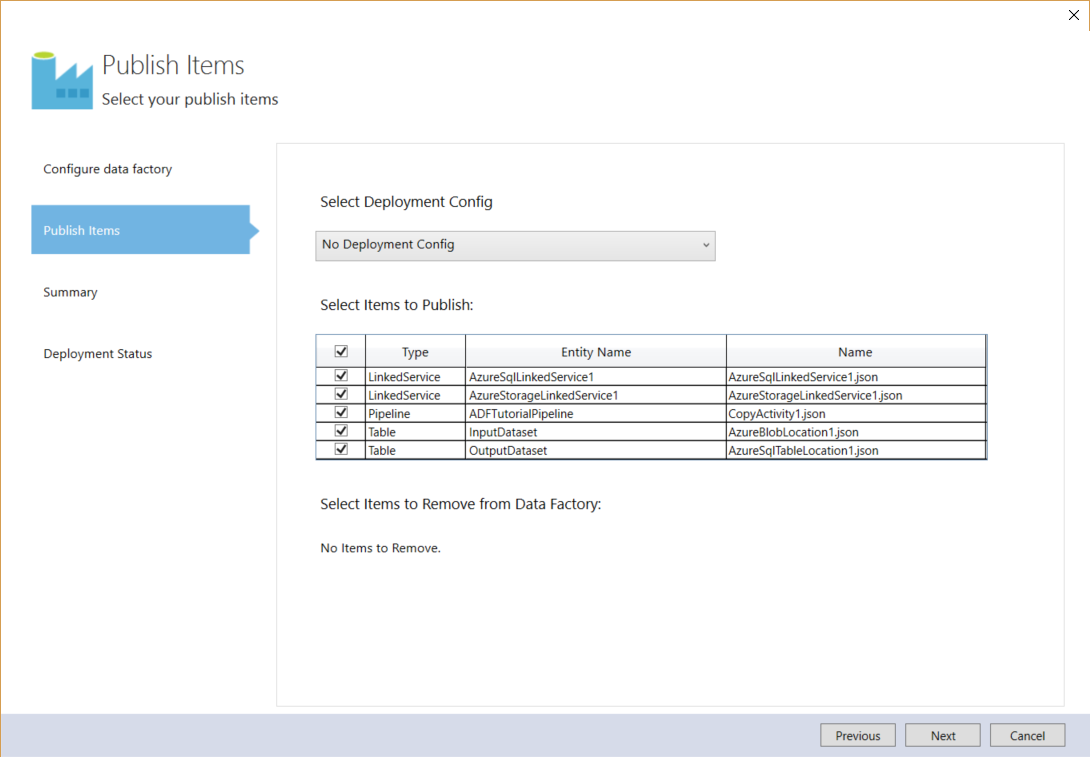 Publish Items
Select your publish items
Configure data factory
Publish Items
Summary
Deployment Status
Select Deployment Config
No Deployment Config
Select Items to Publish:
Type Entity Name Name
LinkedService AzureSqlLinkedService1 AzureSqlLinkedService1.json
LinkedService AzureStorageLinkedService1 AzureStorageLinkedService1.json
Pipeline ADFTutorialPipeline CopyActivity1.json
Table InputDataset AzureBlobLocation1.json
Table OutputDataset AzureSqlTableLocation1.json
Select Items to Remove from Data Factory:
No Items to Remove.
Previous Next Cancel